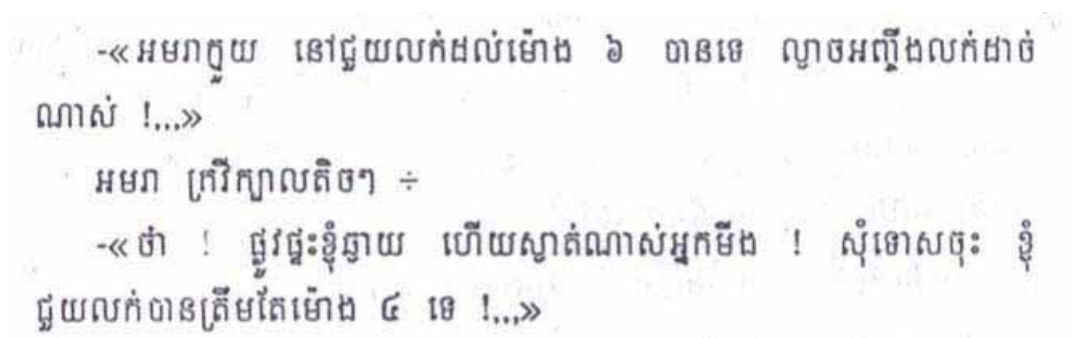 -«អមរាក្មួយ នៅជួយលក់ដល់ម៉ោង ៦ បានទេ ល្ងាចអញ្ចឹងលក់ដាច់
ណាស់ !...»
អមរា ក្រវីក្បាលតិចៗ ÷
-«ចាំ ! ផ្លូវផ្ទះខ្ញុំឆ្ងាយ ហើយស្ងាត់ណាស់អ្នកមីង ! សុំទោសចុះ ខ្ញុំ
ជួយលក់បានត្រឹមតែម៉ោង ៤ ទេ !...»